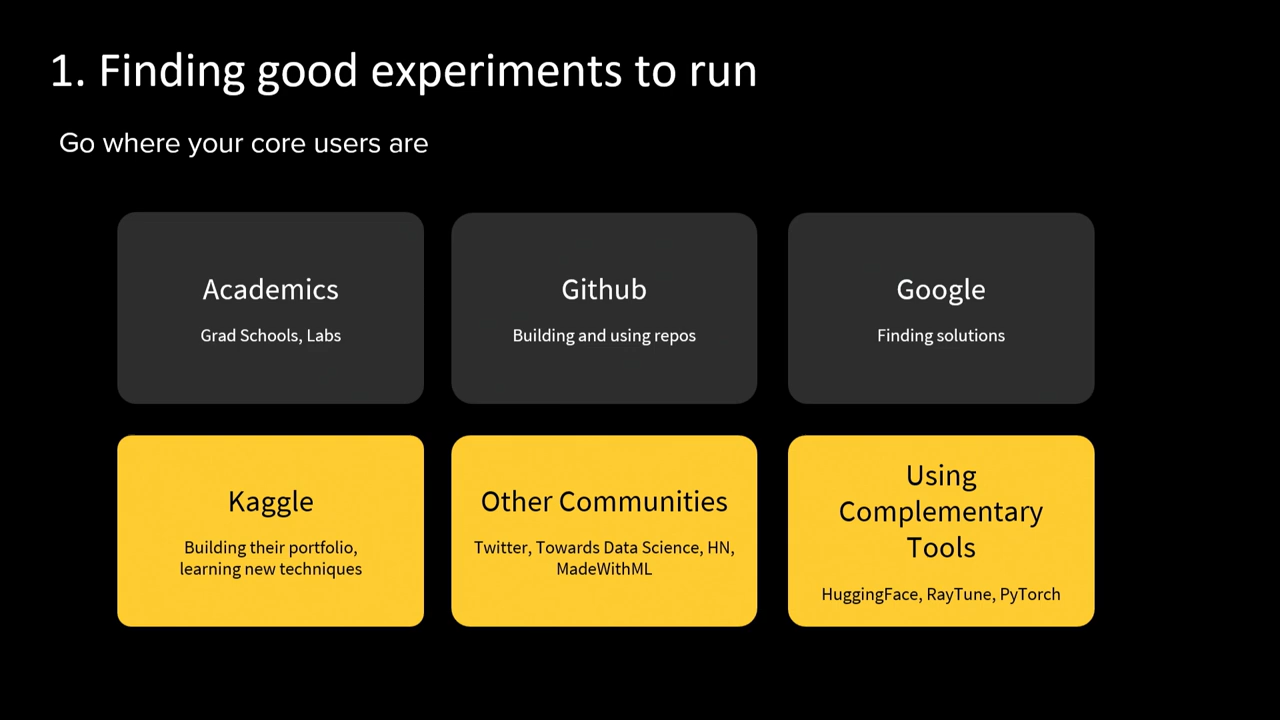 1. Finding good experiments to run
Go where your core users are
Academics
Grad Schools, Labs
Github
Building and using repos
Google
Finding solutions
Kaggle
Building their portfolio,
learning new techniques
Other Communities
Twitter, Towards Data Science, HN,
MadeWithML
Using
Complementary
Tools
HuggingFace, RayTune, PyTorch